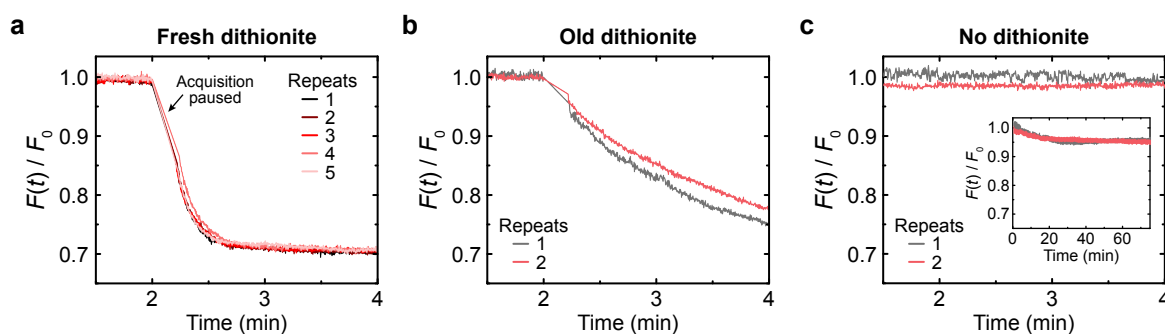 a
Fresh dithionite
F(t) / F0
1.0
0.9
0.8
0.7
Acquisition
paused
Repeats
1
2
3
4
5
2
3
4
Time (min)
b
Old dithionite
F(t) / F0
1.0
0.9
0.8
0.7
Repeats
1
2
2
3
4
Time (min)
c
No dithionite
F(t) / F0
1.0
0.9
0.8
0.7
Repeats
1
2
F(t) / F0
1.0
0.9
0.8
0.7
0
20
40
60
Time (min)
2
3
4
Time (min)